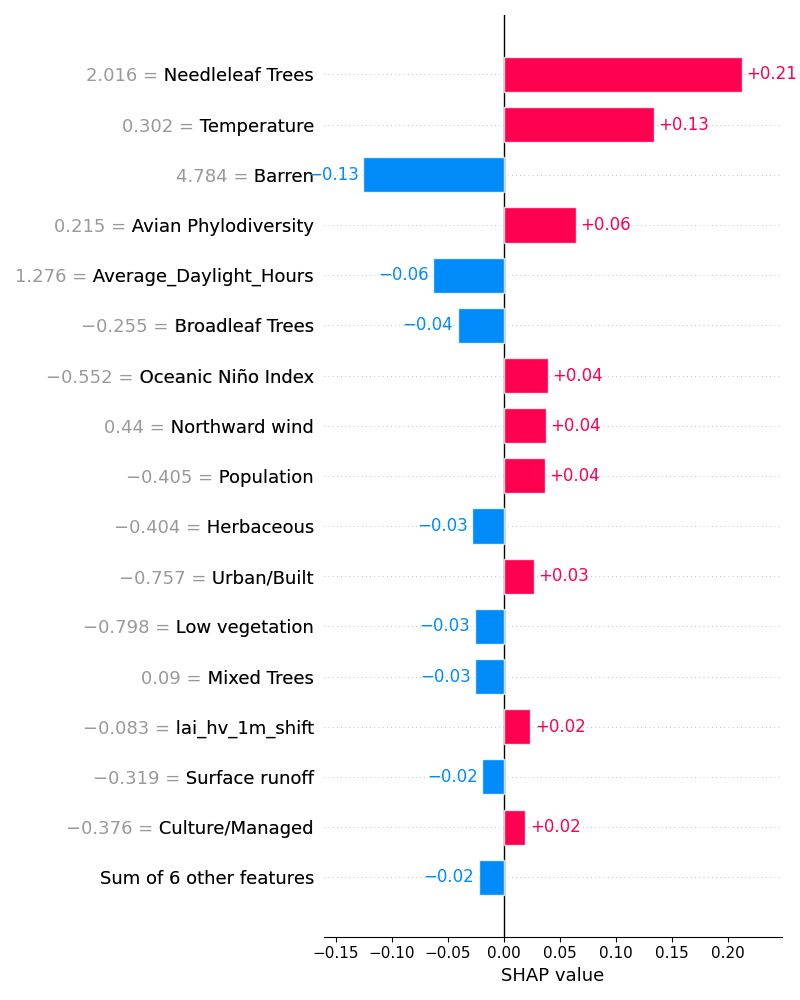 2.016 = Needleleaf Trees +0.21
0.302 = Temperature +0.13
4.784 = Barren −0.13
0.215 = Avian Phylodiversity +0.06
1.276 = Average_Daylight_Hours −0.06
−0.255 = Broadleaf Trees −0.04
−0.552 = Oceanic Niño Index +0.04
0.44 = Northward wind +0.04
−0.405 = Population +0.04
−0.404 = Herbaceous −0.03
−0.757 = Urban/Built +0.03
−0.798 = Low vegetation −0.03
0.09 = Mixed Trees −0.03
−0.083 = lai_hv_1m_shift +0.02
−0.319 = Surface runoff −0.02
−0.376 = Culture/Managed +0.02
Sum of 6 other features −0.02
−0.15 −0.10 −0.05 0.00 0.05 0.10 0.15 0.20
SHAP value